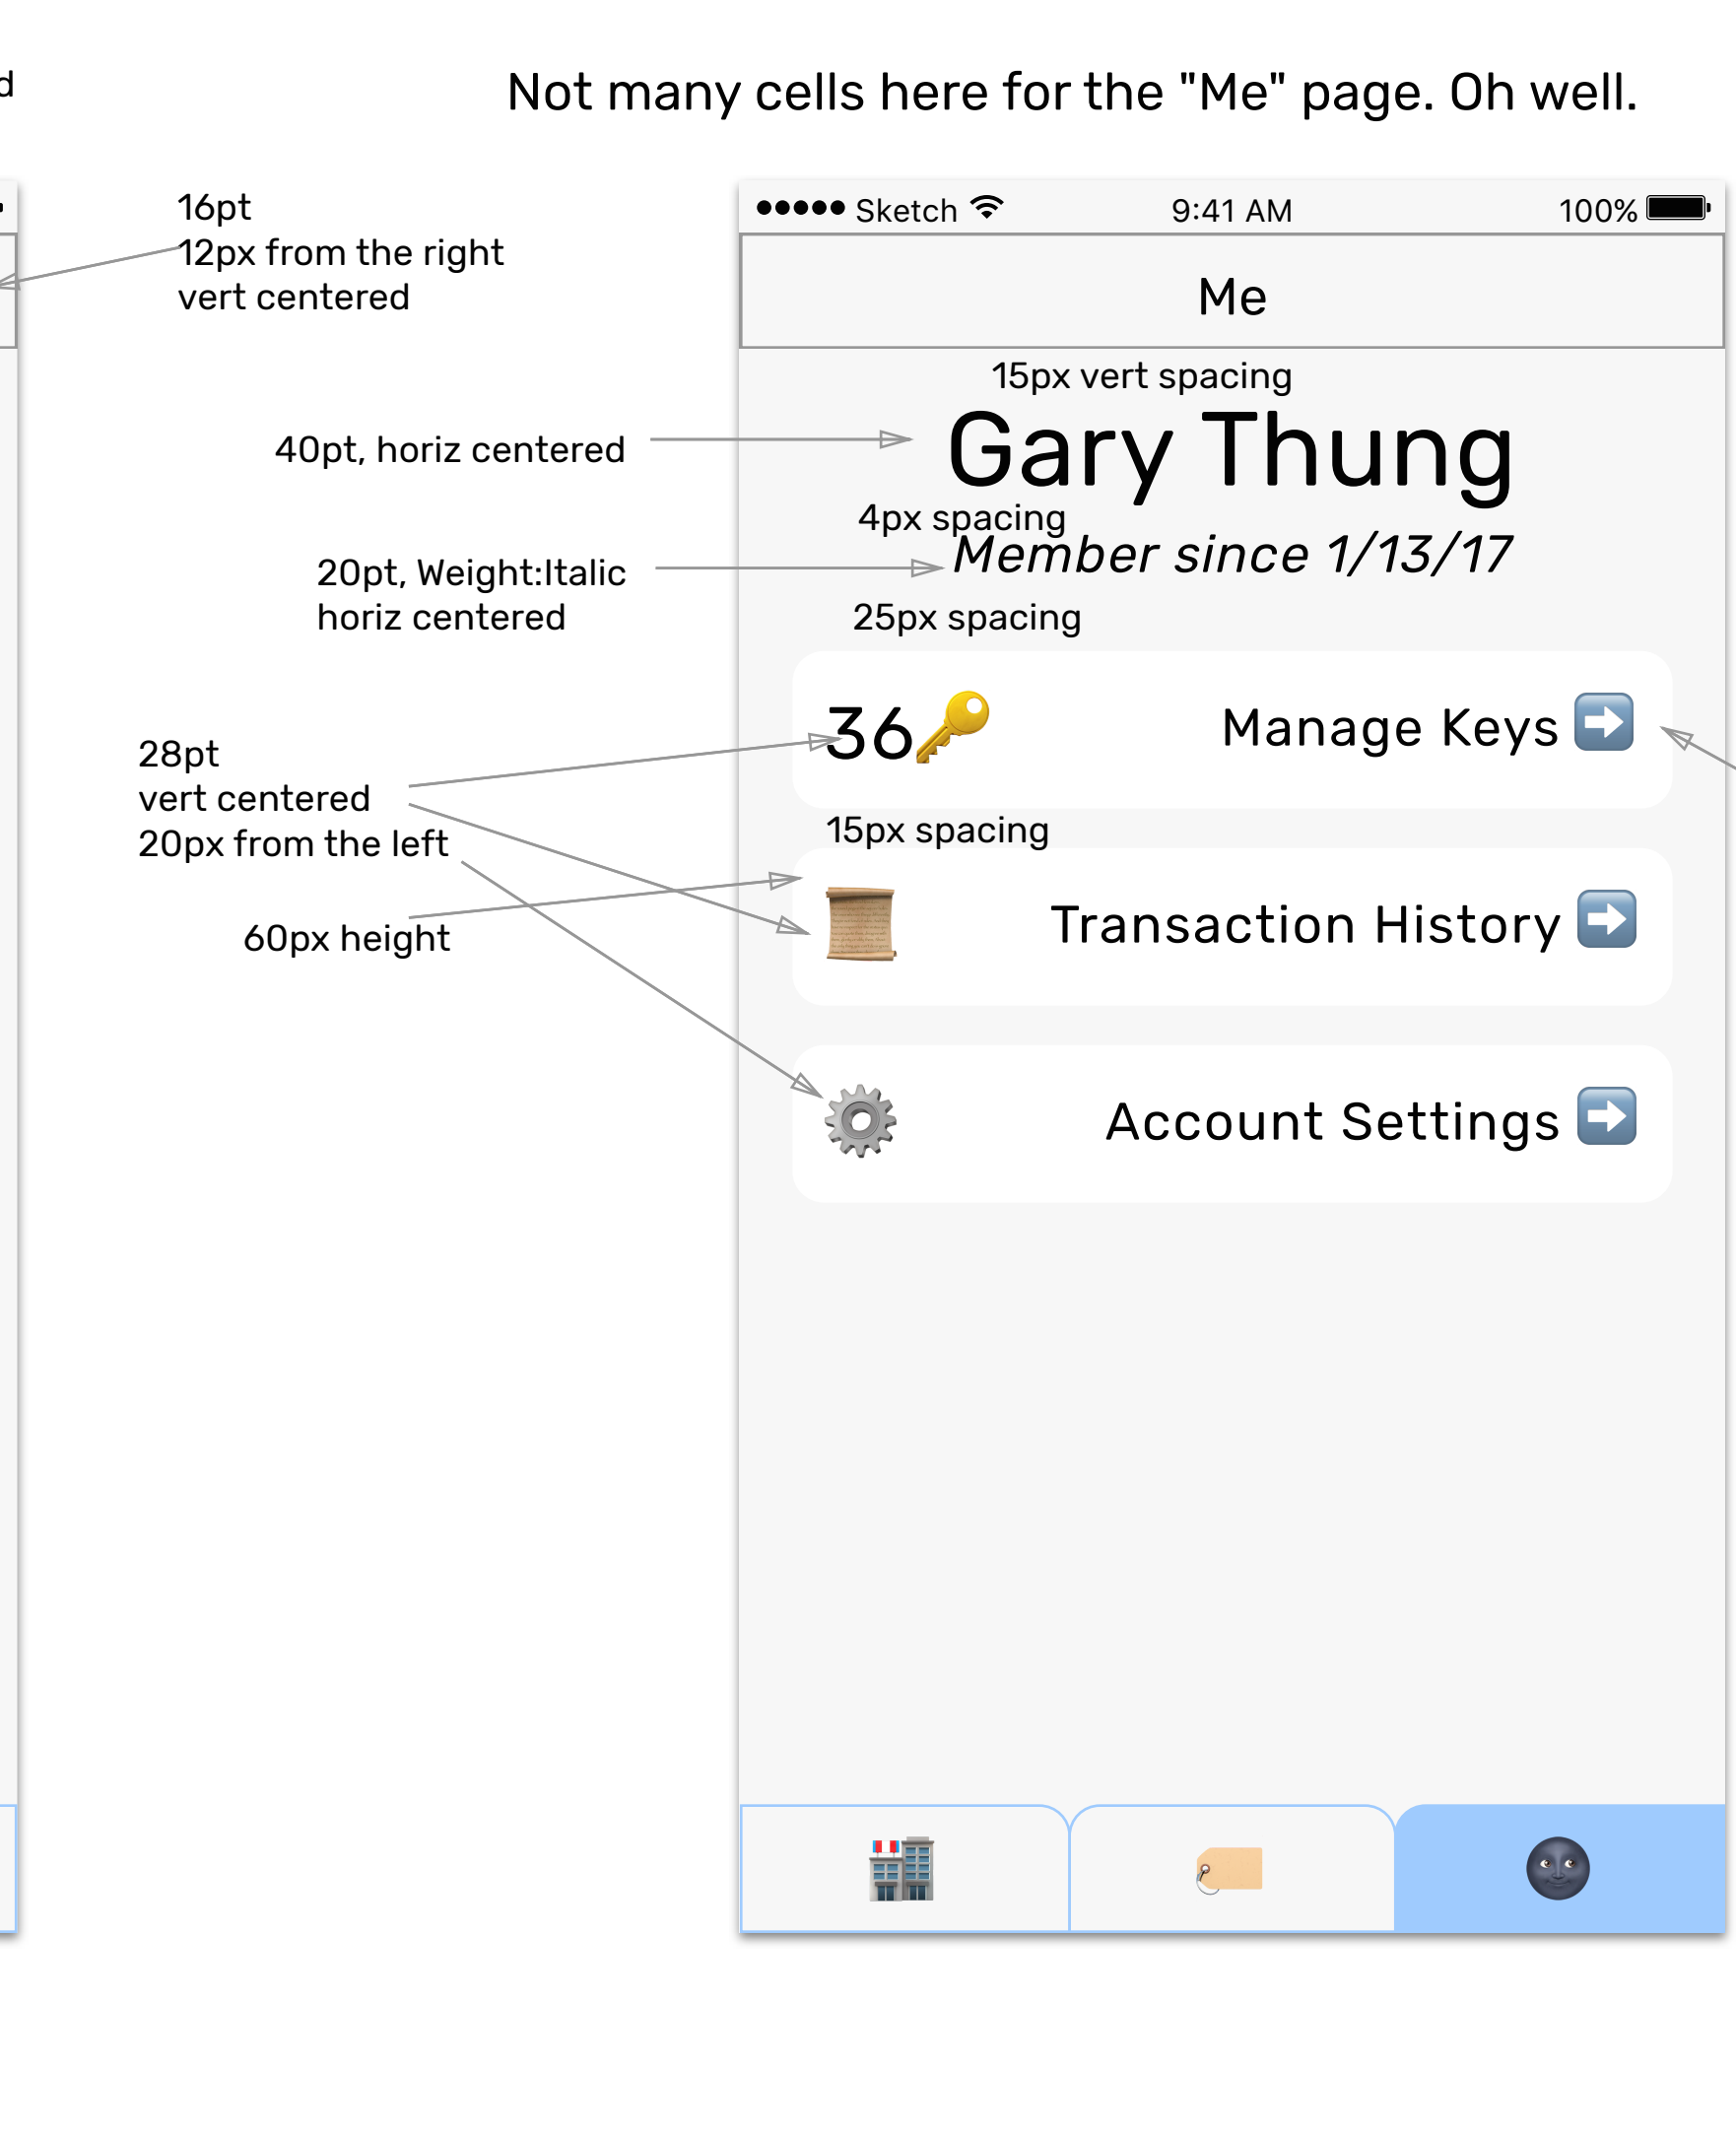 d
Not many cells here for the "Me" page. Oh well.
16pt
12px from the right
vert centered
●●●●● Sketch
9:41 AM
100%
Me
15px vert spacing
40pt, horiz centered
Gary Thung
4px spacing
20pt, Weight:Italic
horiz centered
Member since 1/13/17
25px spacing
28pt
vert centered
20px from the left
36🔑
Manage Keys ➡️
15px spacing
60px height
Transaction History ➡️
Account Settings ➡️